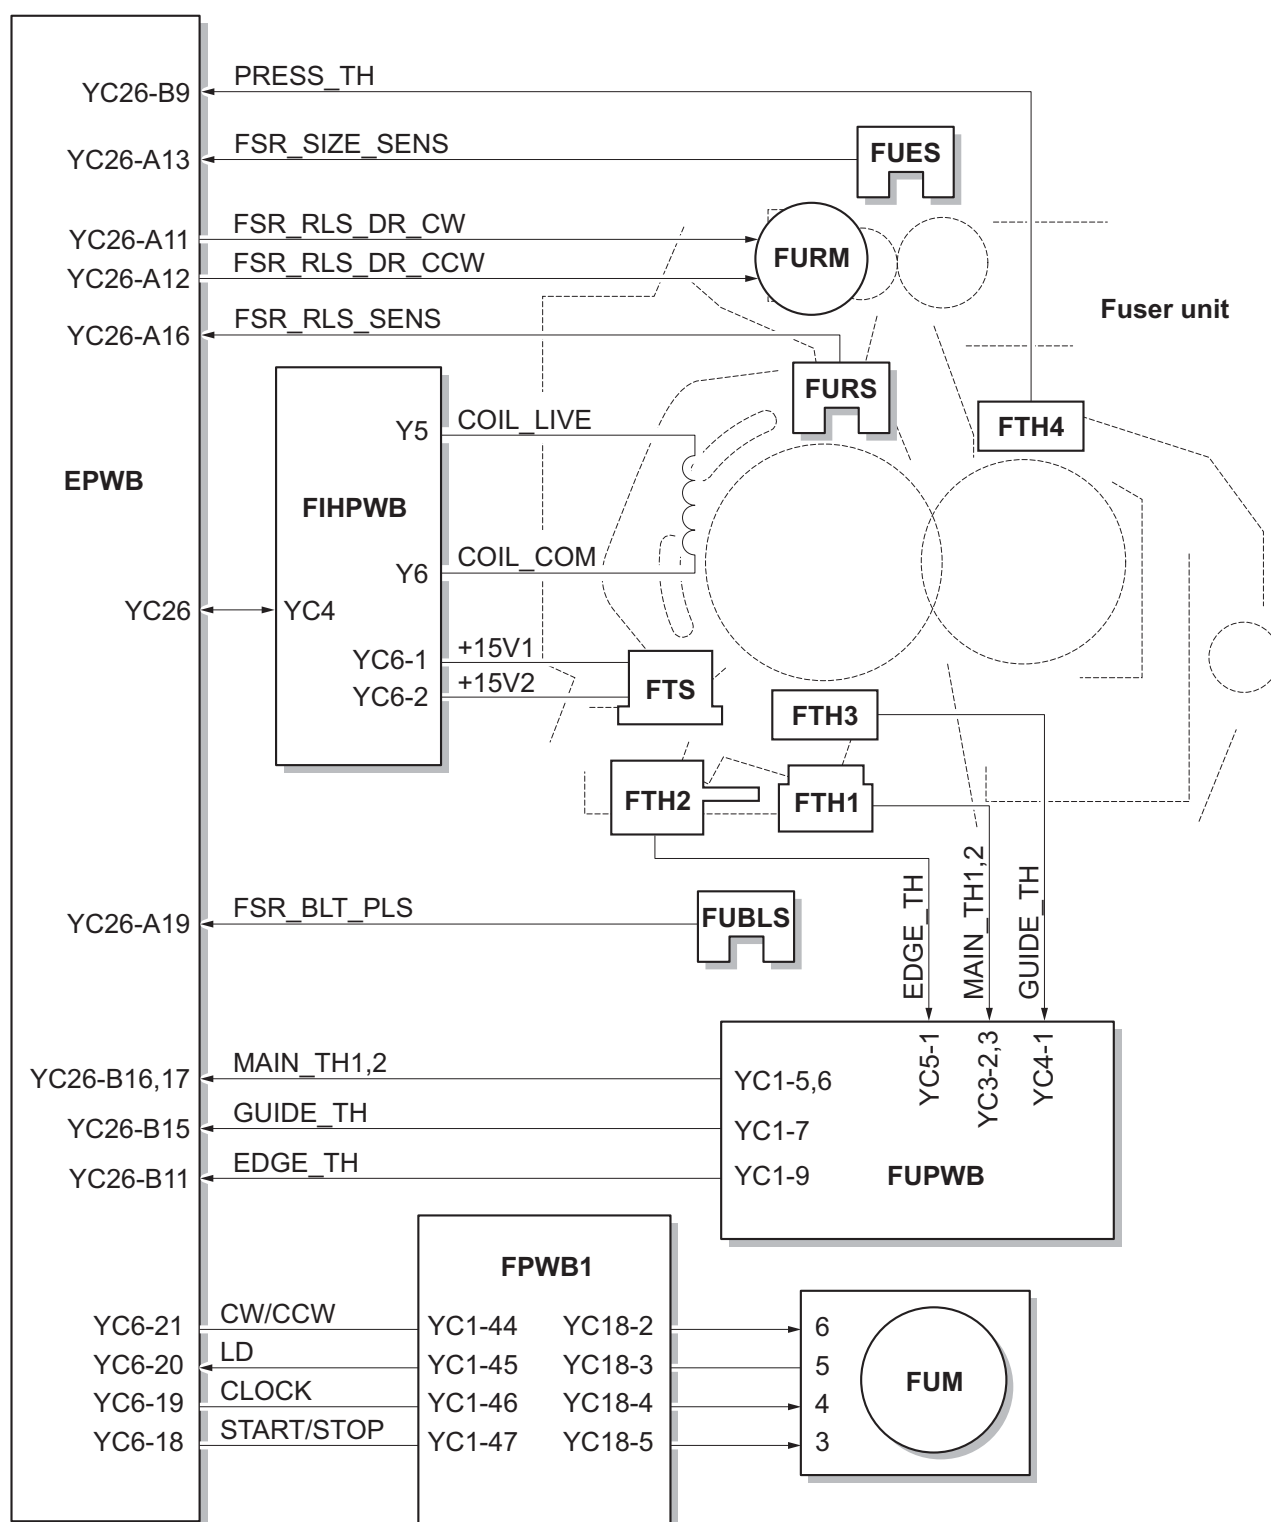 PRESS_TH
YC26-B9
FSR_SIZE_SENS
YC26-A13
FUES
FSR_RLS_DR_CW
YC26-A11
FSR_RLS_DR_CCW
YC26-A12
FURM
Fuser unit
FSR_RLS_SENS
YC26-A16
FURS
FTH4
Y5
COIL_LIVE
EPWB
FIHPWB
Y6
COIL_COM
YC26
YC4
YC6-1
+15V1
YC6-2
+15V2
FTS
FTH3
FTH2
FTH1
EDGE_TH
MAIN_TH1,2
GUIDE_TH
FSR_BLT_PLS
YC26-A19
FUBLS
YC5-1
YC3-2,3
YC4-1
MAIN_TH1,2
YC26-B16,17
YC1-5,6
GUIDE_TH
YC26-B15
YC1-7
EDGE_TH
YC26-B11
YC1-9
FUPWB
FPWB1
CW/CCW
YC6-21
YC1-44
YC18-2
6
LD
YC6-20
YC1-45
YC18-3
5
CLOCK
YC6-19
YC1-46
YC18-4
4
START/STOP
YC6-18
YC1-47
YC18-5
3
FUM